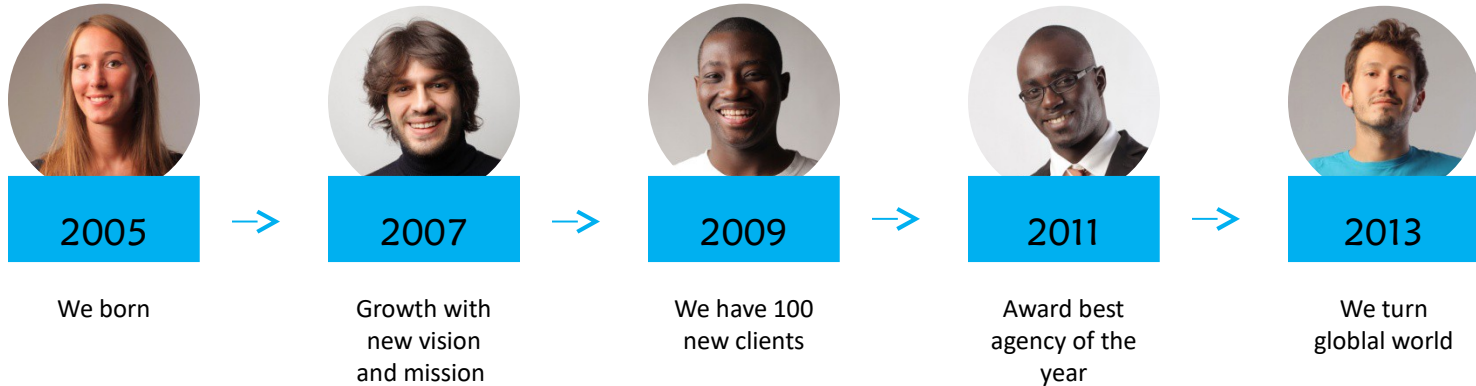 2005
We born
2007
Growth with
new vision
and mission
2009
We have 100
new clients
2011
Award best
agency of the
year
2013
We turn
globlal world